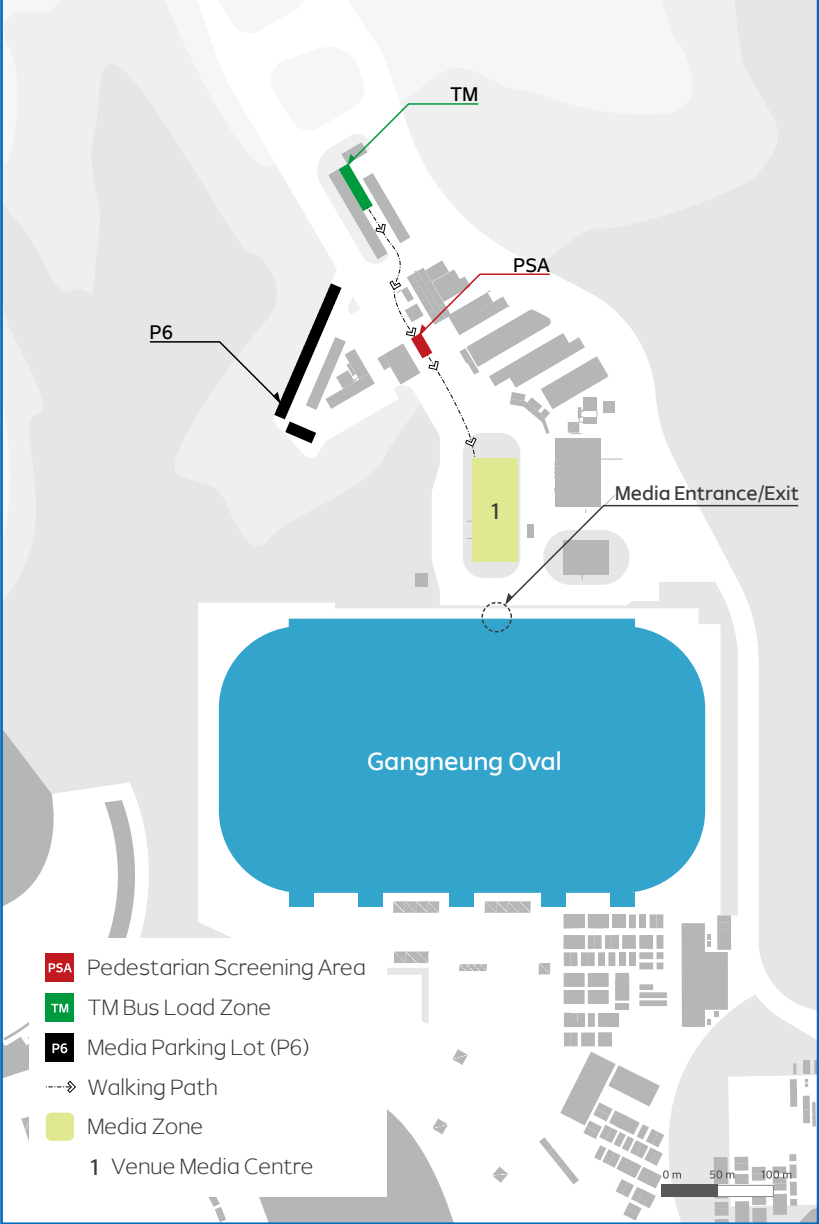 TM
PSA
P6
1
Media Entrance/Exit
Gangneung Oval
PSA Pedestarian Screening Area
TM TM Bus Load Zone
P6 Media Parking Lot (P6)
Walking Path
Media Zone
1 Venue Media Centre
0 m 50 m 100 m